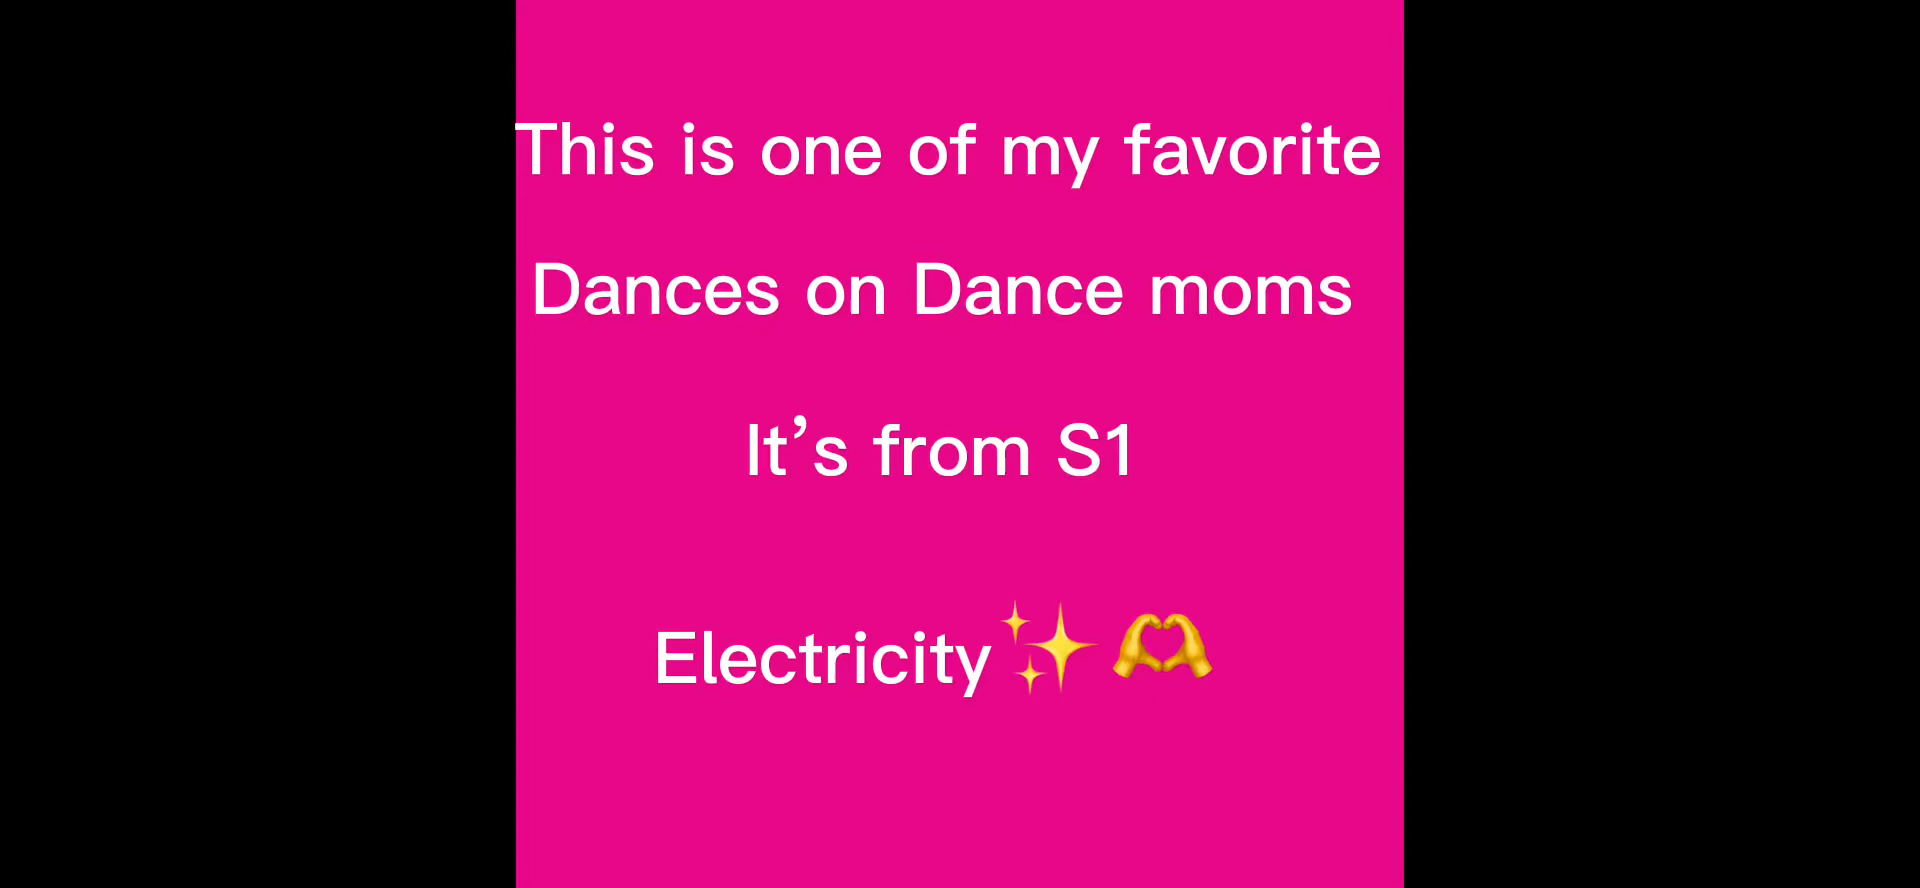 This is one of my favorite
Dances on Dance moms
It’s from S1
Electricity✨🫶